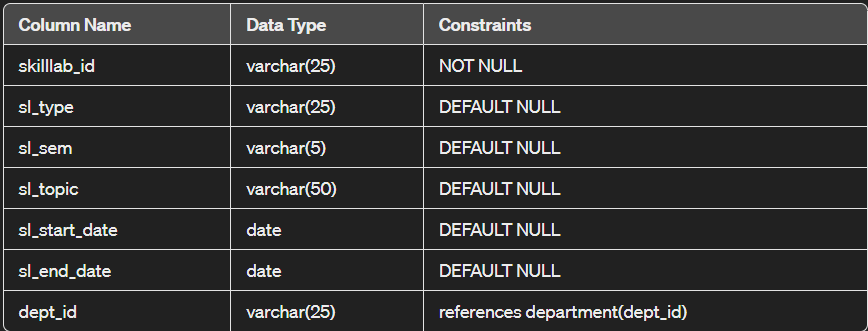 Column Name Data Type Constraints
skilllab_id varchar(25) NOT NULL
sl_type varchar(25) DEFAULT NULL
sl_sem varchar(5) DEFAULT NULL
sl_topic varchar(50) DEFAULT NULL
sl_start_date date DEFAULT NULL
sl_end_date date DEFAULT NULL
dept_id varchar(25) references department(dept_id)